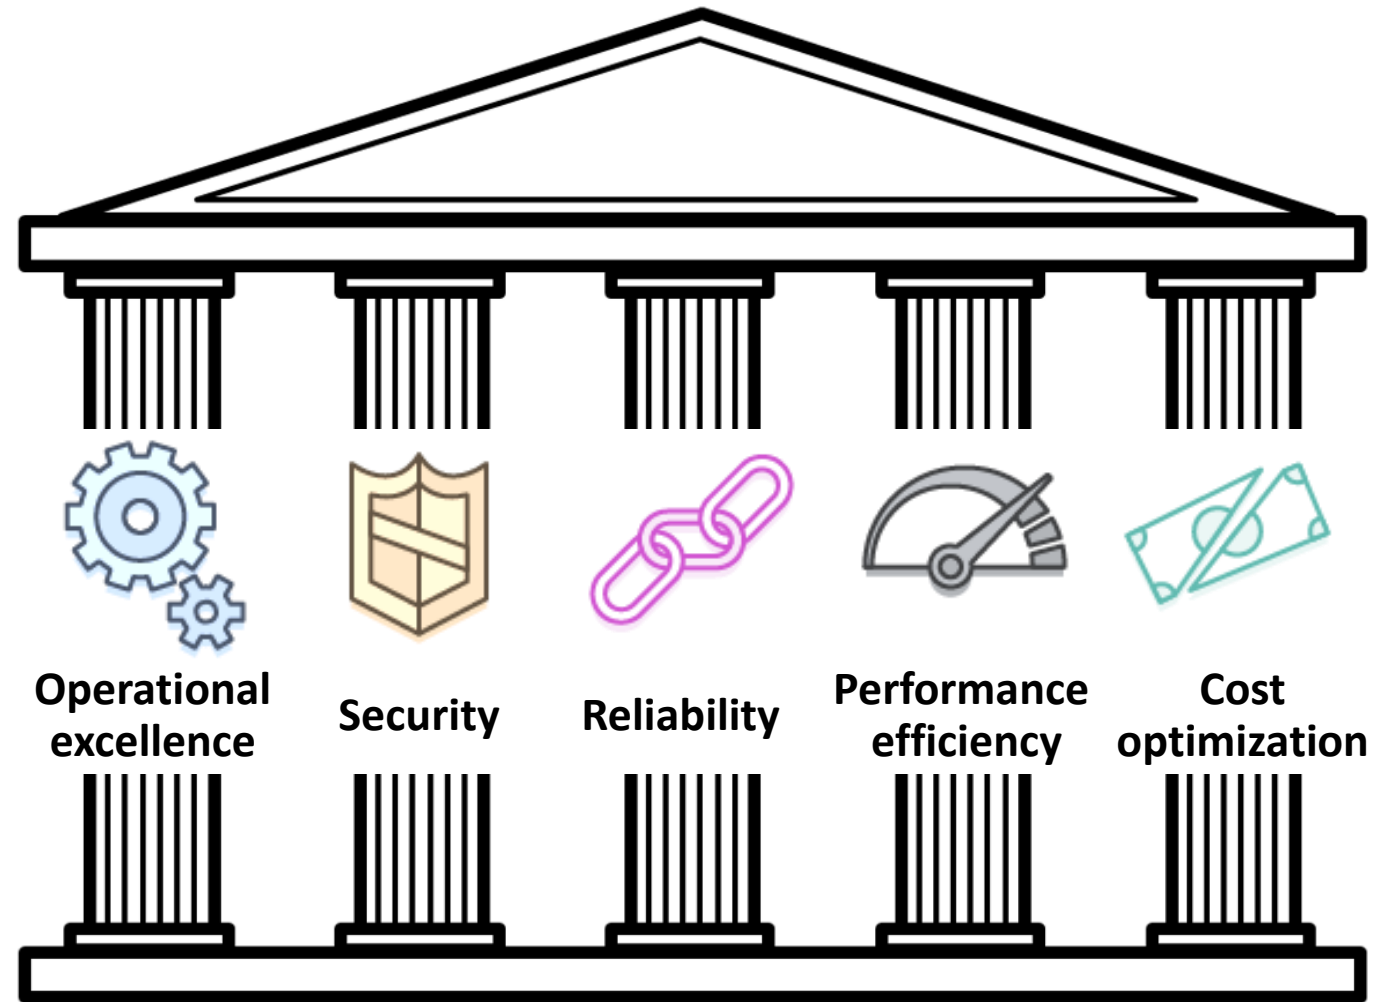 Operational
excellence
Security
Reliability
Performance
efficiency
Cost
optimization